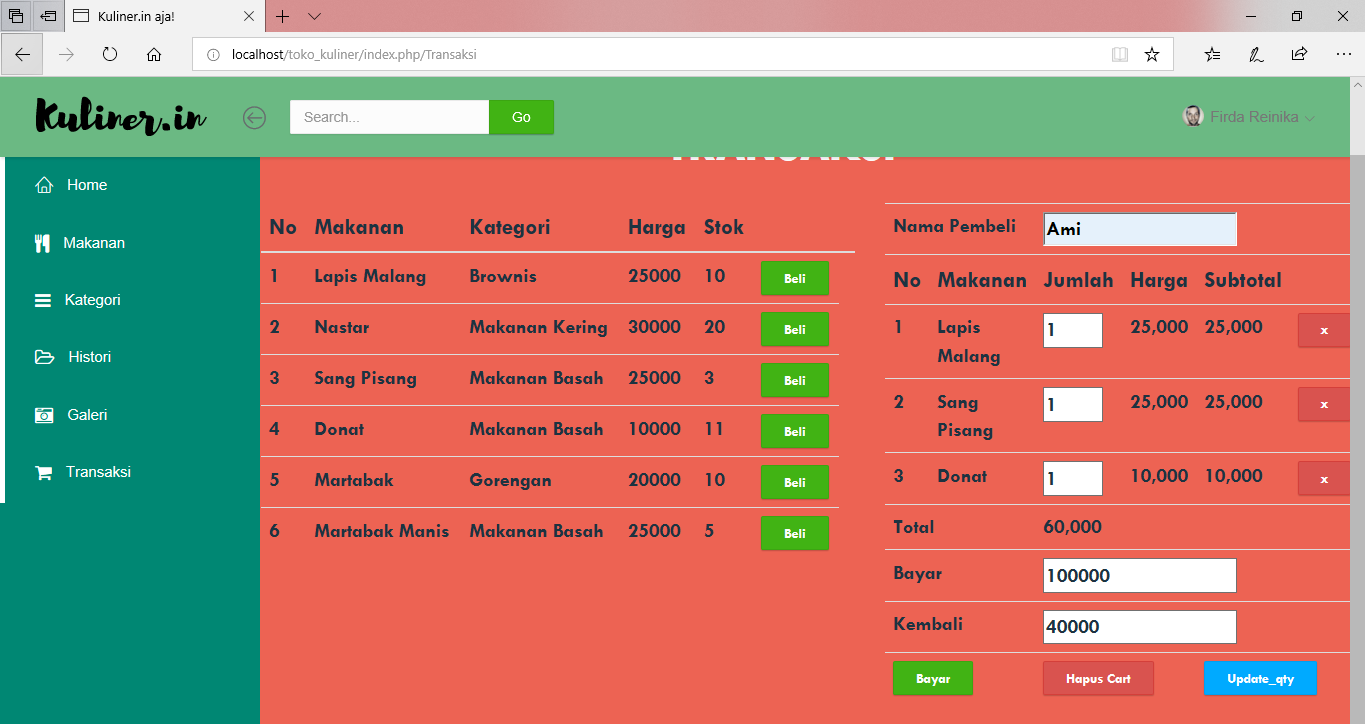 Kuliner.in aja!
localhost/toko_kuliner/index.php/Transaksi
Kuliner.in
Search...
Go
Firda Reinika
TRANSAKSI
Home
Makanan
Kategori
Histori
Galeri
Transaksi
No Makanan Kategori Harga Stok
1 Lapis Malang Brownis 25000 10 Beli
2 Nastar Makanan Kering 30000 20 Beli
3 Sang Pisang Makanan Basah 25000 3 Beli
4 Donat Makanan Basah 10000 11 Beli
5 Martabak Gorengan 20000 10 Beli
6 Martabak Manis Makanan Basah 25000 5 Beli
Nama Pembeli Ami
No Makanan Jumlah Harga Subtotal
1 Lapis 1 25,000 25,000 x
Malang
2 Sang 1 25,000 25,000 x
Pisang
3 Donat 1 10,000 10,000 x
Total 60,000
Bayar 100000
Kembali 40000
Bayar Hapus Cart Update_qty